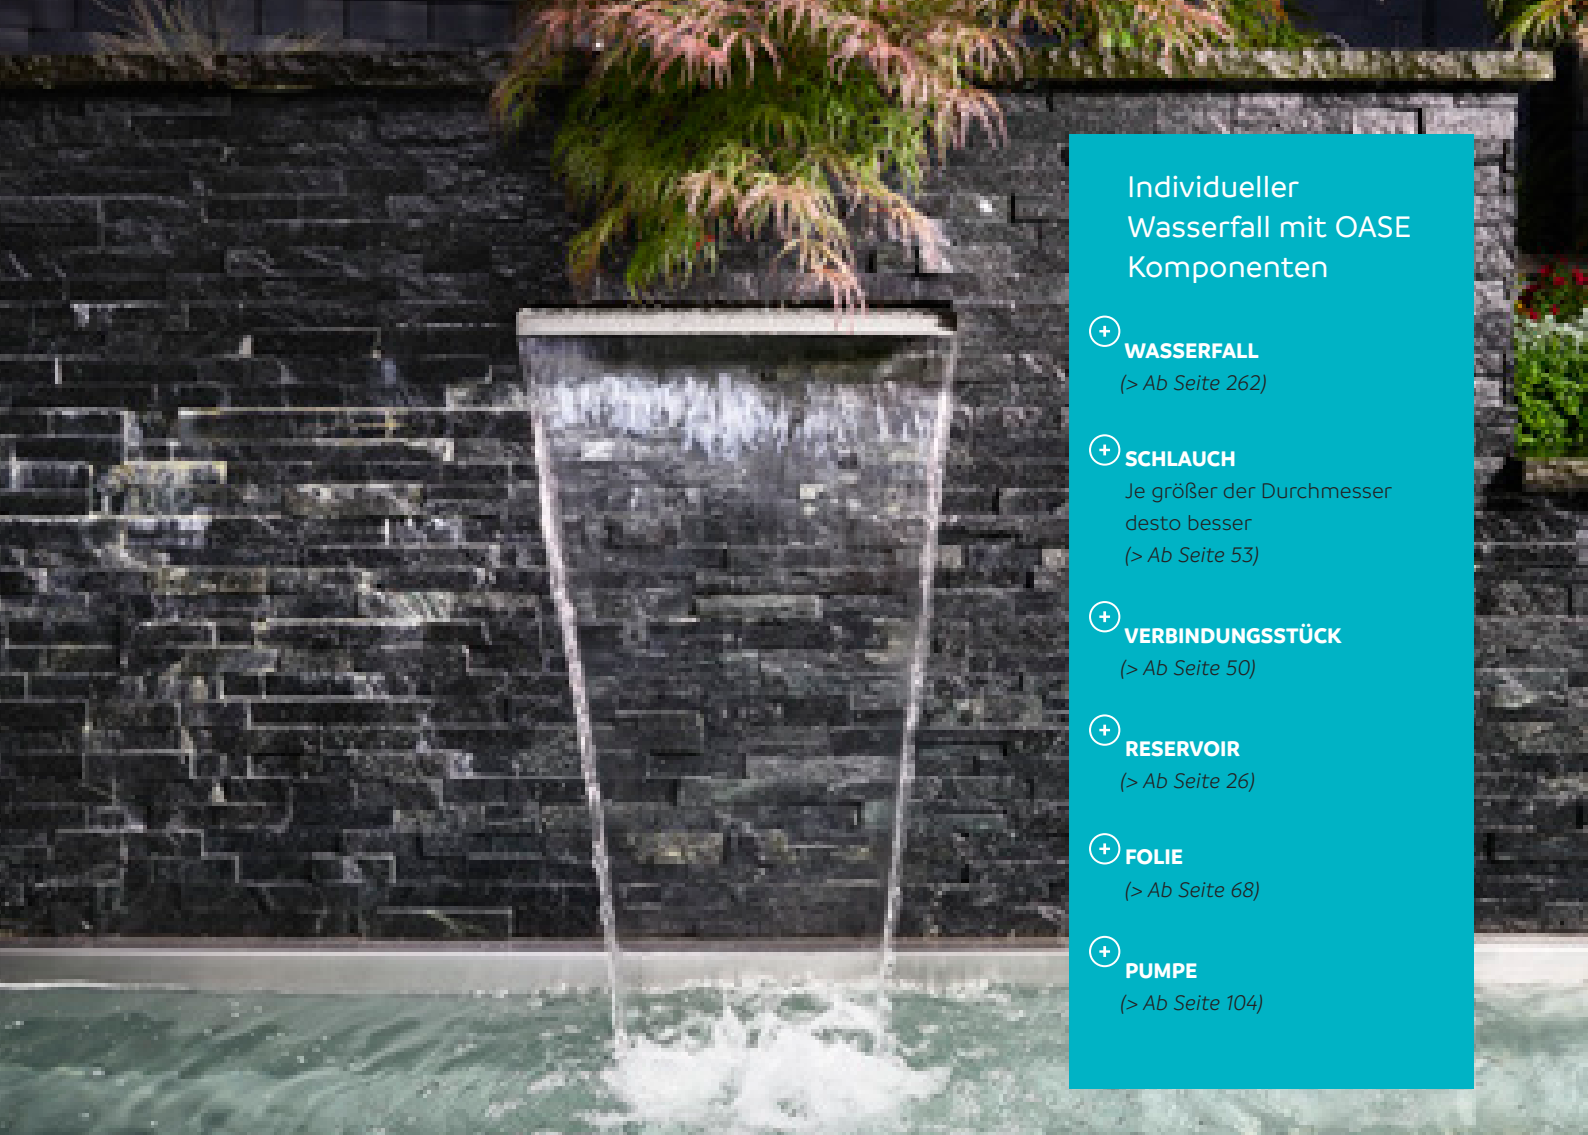 Individueller
Wasserfall mit OASE
Komponenten
+
WASSERFALL
(> Ab Seite 262)
+
SCHLAUCH
Je größer der Durchmesser
desto besser
(> Ab Seite 53)
+
VERBINDUNGSSTÜCK
(> Ab Seite 50)
+
RESERVOIR
(> Ab Seite 26)
+
FOLIE
(> Ab Seite 68)
+
PUMPE
(> Ab Seite 104)